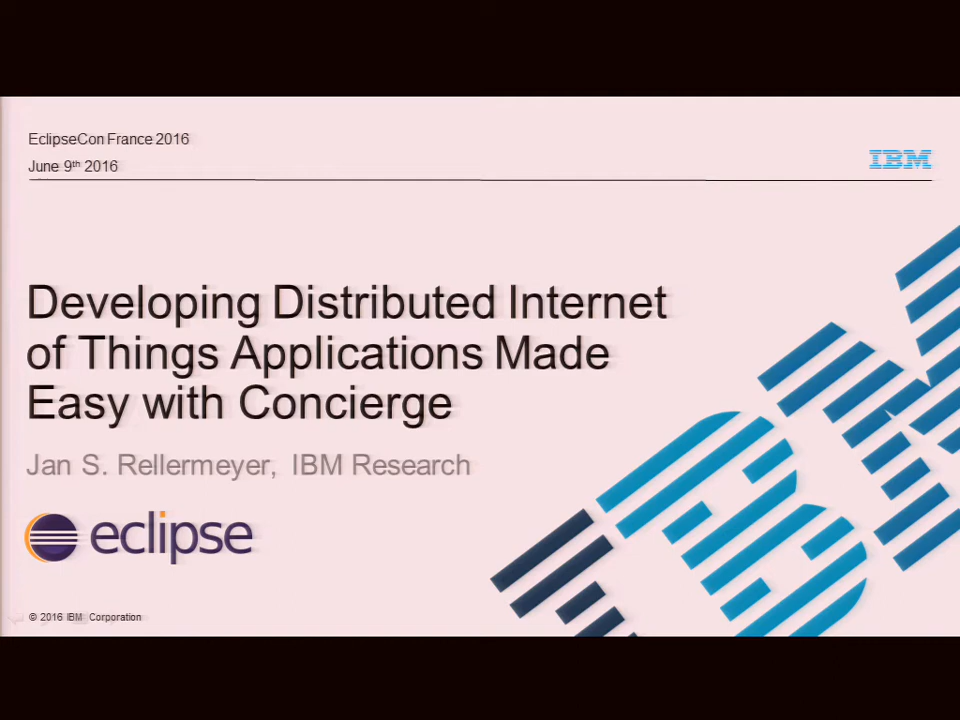 EclipseCon France 2016
June 9th 2016
IBM
Developing Distributed Internet
of Things Applications Made
Easy with Concierge
Jan S. Rellermeyer, IBM Research
eclipse
© 2016 IBM Corporation
IBM